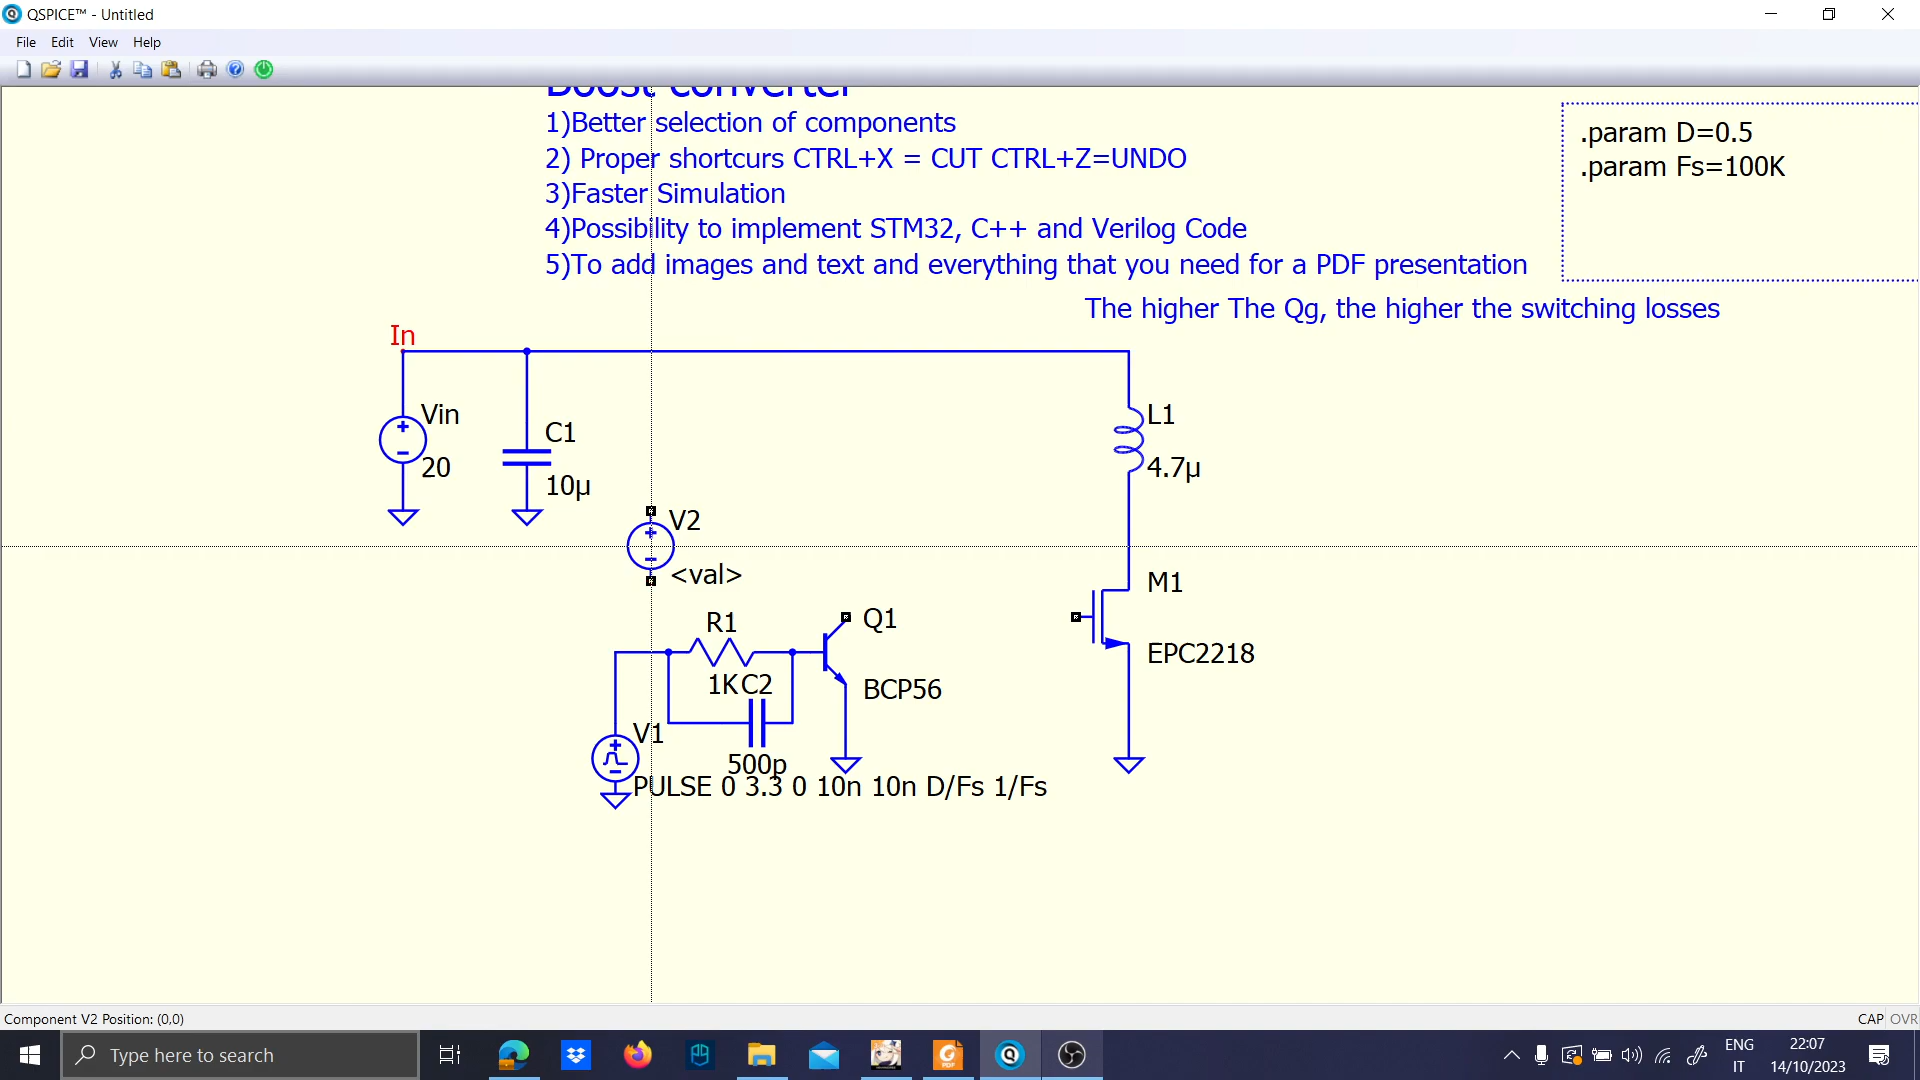 QSPICE™ - Untitled
File Edit View Help
Boost converter
1)Better selection of components
2) Proper shortcurs CTRL+X = CUT CTRL+Z=UNDO
3)Faster Simulation
4)Possibility to implement STM32, C++ and Verilog Code
5)To add images and text and everything that you need for a PDF presentation
.param D=0.5
.param Fs=100K
The higher The Qg, the higher the switching losses
In
Vin
20
C1
10µ
L1
4.7µ
V2
<val>
M1
EPC2218
R1
1K
Q1
BCP56
C2
500p
V1
PULSE 0 3.3 0 10n 10n D/Fs 1/Fs
Component V2 Position: (0,0)
CAP OVR
Type here to search
PDF
ENG
IT
22:07
14/10/2023